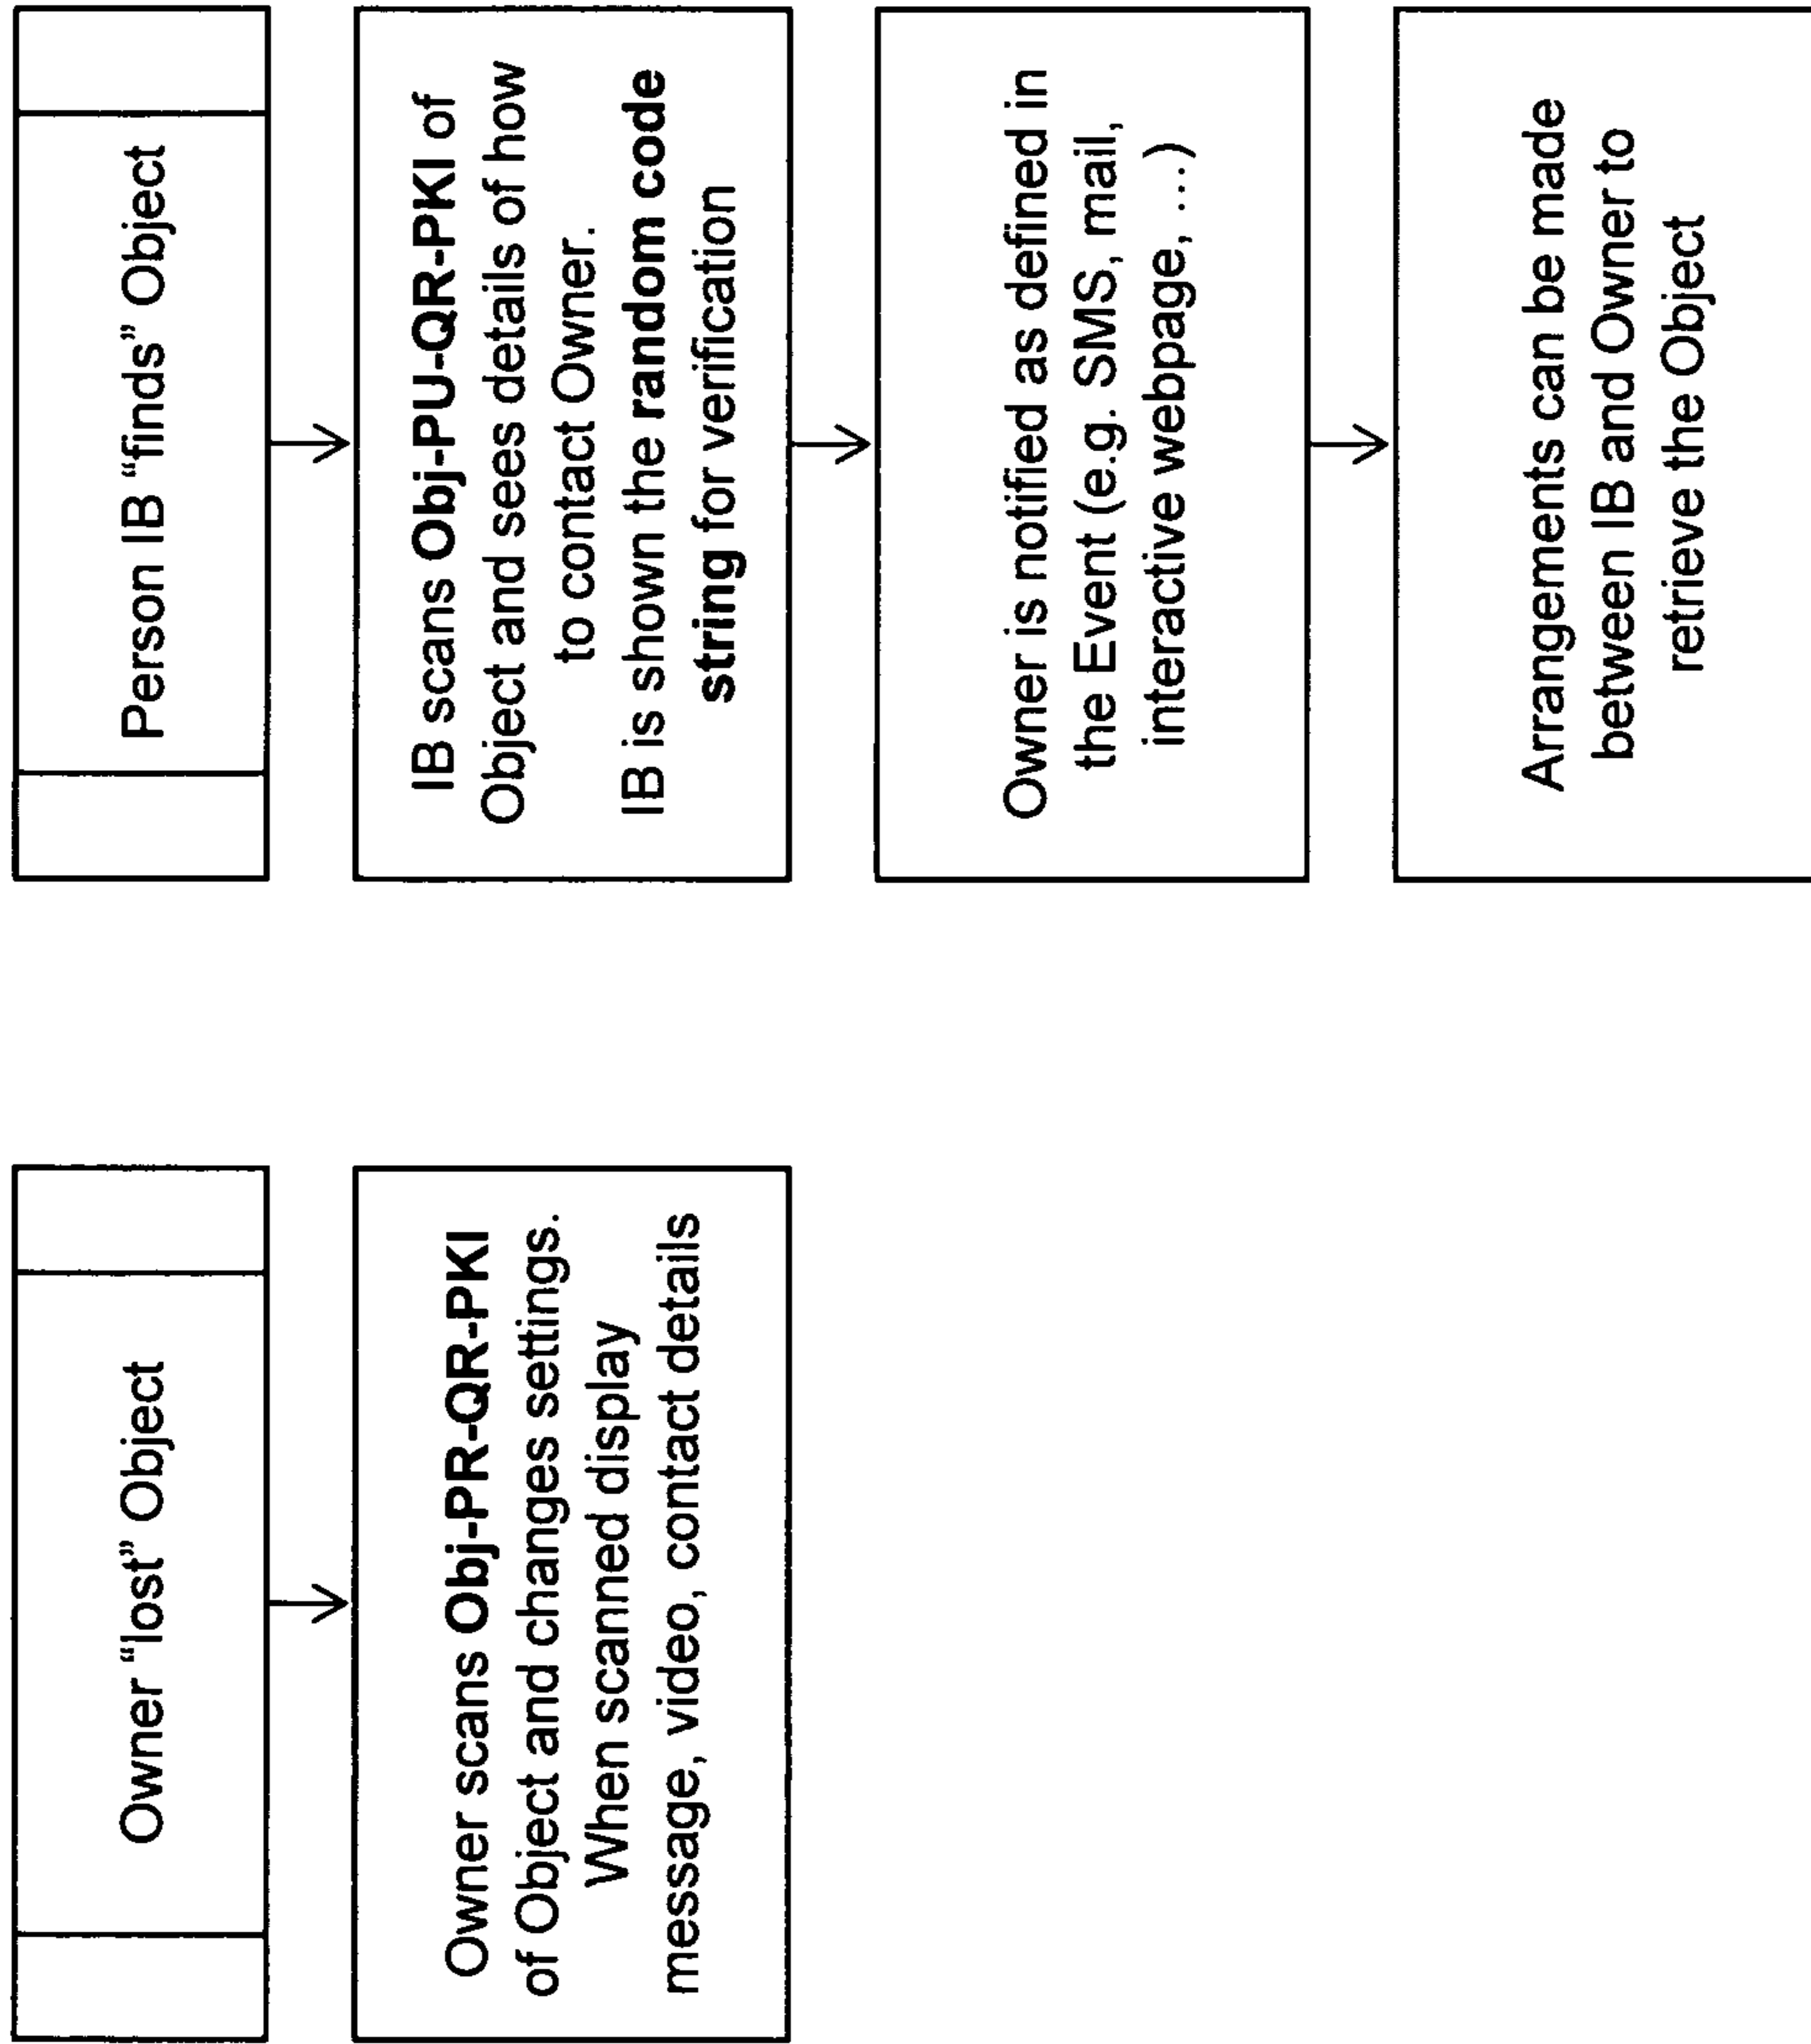 Owner “lost” Object
Owner scans Obj-PR-QR-PKI
of Object and changes settings.
When scanned display
message, video, contact details
Person IB “finds” Object
IB scans Obj-PU-QR-PKI of
Object and sees details of how
to contact Owner.
IB is shown the random code
string for verification
Owner is notified as defined in
the Event (e.g. SMS, mail,
interactive webpage, ....)
Arrangements can be made
between IB and Owner to
retrieve the Object